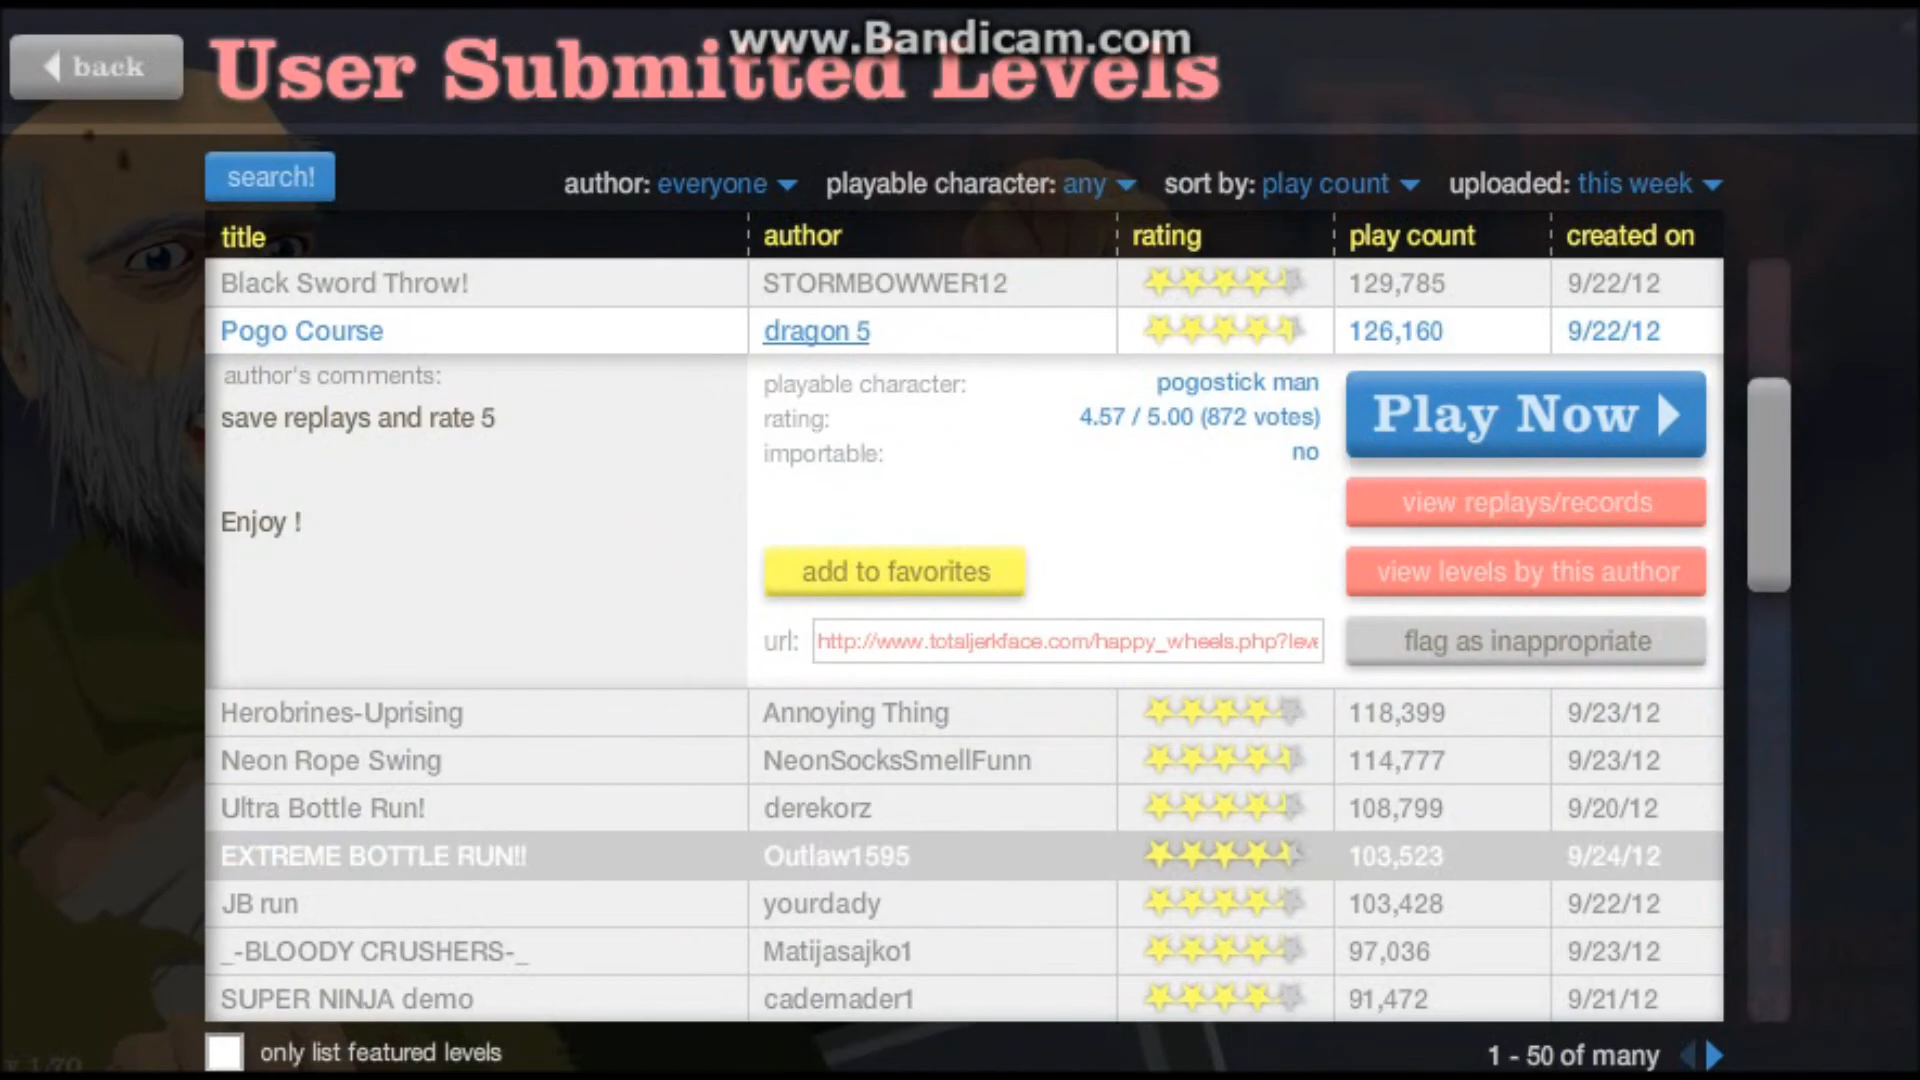 www.Bandicam.com
back
User Submitted Levels
search!
author: everyone
playable character: any
sort by: play count
uploaded: this week
title author rating play count created on
Black Sword Throw! STORMBOWWER12 129,785 9/22/12
Pogo Course dragon 5 126,160 9/22/12
author's comments:
save replays and rate 5
Enjoy !
playable character: pogostick man
rating: 4.57 / 5.00 (872 votes)
importable: no
add to favorites
url: http://www.totaljerkface.com/happy_wheels.php?leve
Play Now
view replays/records
view levels by this author
flag as inappropriate
Herobrines-Uprising Annoying Thing 118,399 9/23/12
Neon Rope Swing NeonSocksSmellFunn 114,777 9/23/12
Ultra Bottle Run! derekorz 108,799 9/20/12
EXTREME BOTTLE RUN!! Outlaw1595 103,523 9/24/12
JB run yourdady 103,428 9/22/12
_-BLOODY CRUSHERS-_ Matijasajko1 97,036 9/23/12
SUPER NINJA demo cademader1 91,472 9/21/12
only list featured levels
1 - 50 of many
v 1.70